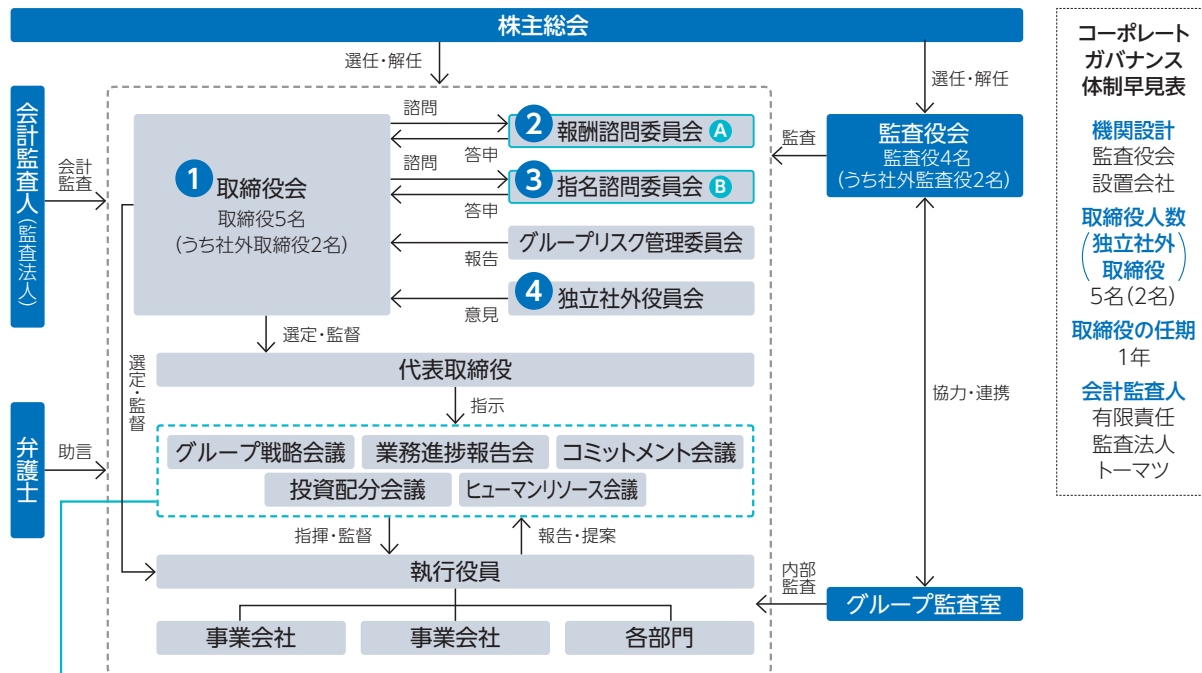 株主総会
選任・解任
選任・解任
会計監査人(監査法人)
会計
監査
1
取締役会
取締役5名
(うち社外取締役2名)
諮問
答申
2
報酬諮問委員会 A
諮問
答申
3
指名諮問委員会 B
報告
グループリスク管理委員会
意見
4
独立社外役員会
監査
監査役会
監査役4名
(うち社外監査役2名)
選定・監督
選定・監督
代表取締役
指示
弁護士
助言
グループ戦略会議
業務進捗報告会
コミットメント会議
投資配分会議
ヒューマンリソース会議
指揮・監督
報告・提案
執行役員
事業会社
事業会社
各部門
協力・連携
内部
監査
グループ監査室
コーポレート
ガバナンス
体制早見表
機関設計
監査役会
設置会社
取締役人数
(独立社外
取締役)
5名(2名)
取締役の任期
1年
会計監査人
有限責任
監査法人
トーマツ